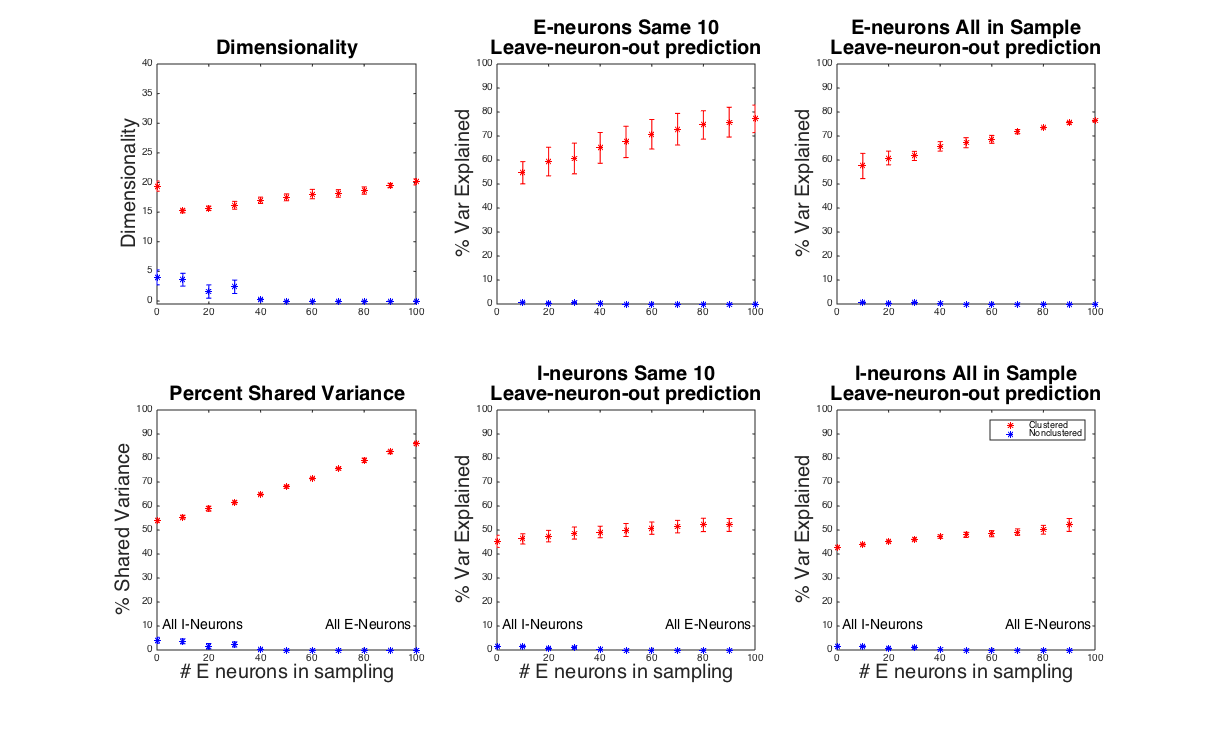 Dimensionality
Dimensionality
40
35
30
25
20
15
10
5
0
0 20 40 60 80 100
E-neurons Same 10
Leave-neuron-out prediction
% Var Explained
100
90
80
70
60
50
40
30
20
10
0
0 20 40 60 80 100
E-neurons All in Sample
Leave-neuron-out prediction
% Var Explained
100
90
80
70
60
50
40
30
20
10
0
0 20 40 60 80 100
Percent Shared Variance
% Shared Variance
100
90
80
70
60
50
40
30
20
10
0
All I-Neurons All E-Neurons
0 20 40 60 80 100
# E neurons in sampling
I-neurons Same 10
Leave-neuron-out prediction
% Var Explained
100
90
80
70
60
50
40
30
20
10
0
All I-Neurons All E-Neurons
0 20 40 60 80 100
# E neurons in sampling
I-neurons All in Sample
Leave-neuron-out prediction
% Var Explained
100
90
80
70
60
50
40
30
20
10
0
Clustered
Nonclustered
All I-Neurons All E-Neurons
0 20 40 60 80 100
# E neurons in sampling